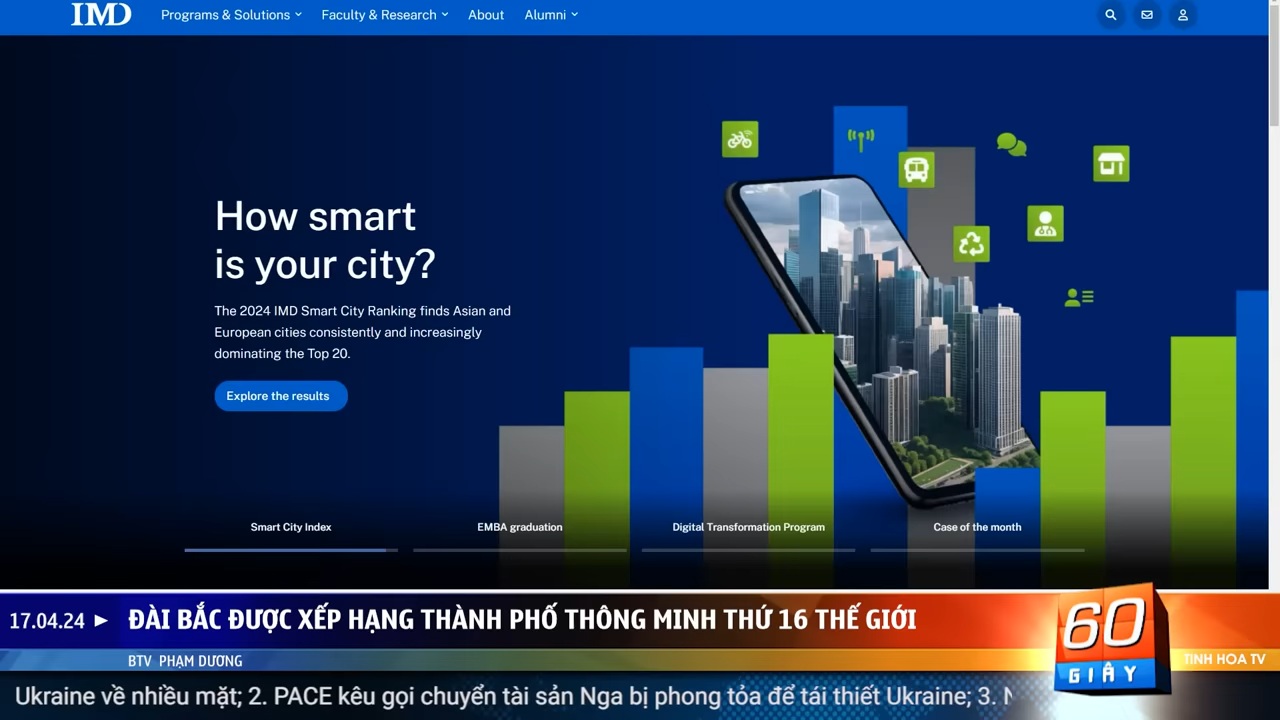 IMD
Programs & Solutions
Faculty & Research
About
Alumni
How smart
is your city?
The 2024 IMD Smart City Ranking finds Asian and
European cities consistently and increasingly
dominating the Top 20.
Explore the results
Smart City Index
EMBA graduation
Digital Transformation Program
Case of the month
17.04.24
ĐÀI BẮC ĐƯỢC XẾP HẠNG THÀNH PHỐ THÔNG MINH THỨ 16 THẾ GIỚI
60
GIÂY
BTV PHẠM DƯƠNG
TINH HOA TV
Ukraine về nhiều mặt; 2. PACE kêu gọi chuyển tài sản Nga bị phong tỏa để tái thiết Ukraine; 3.